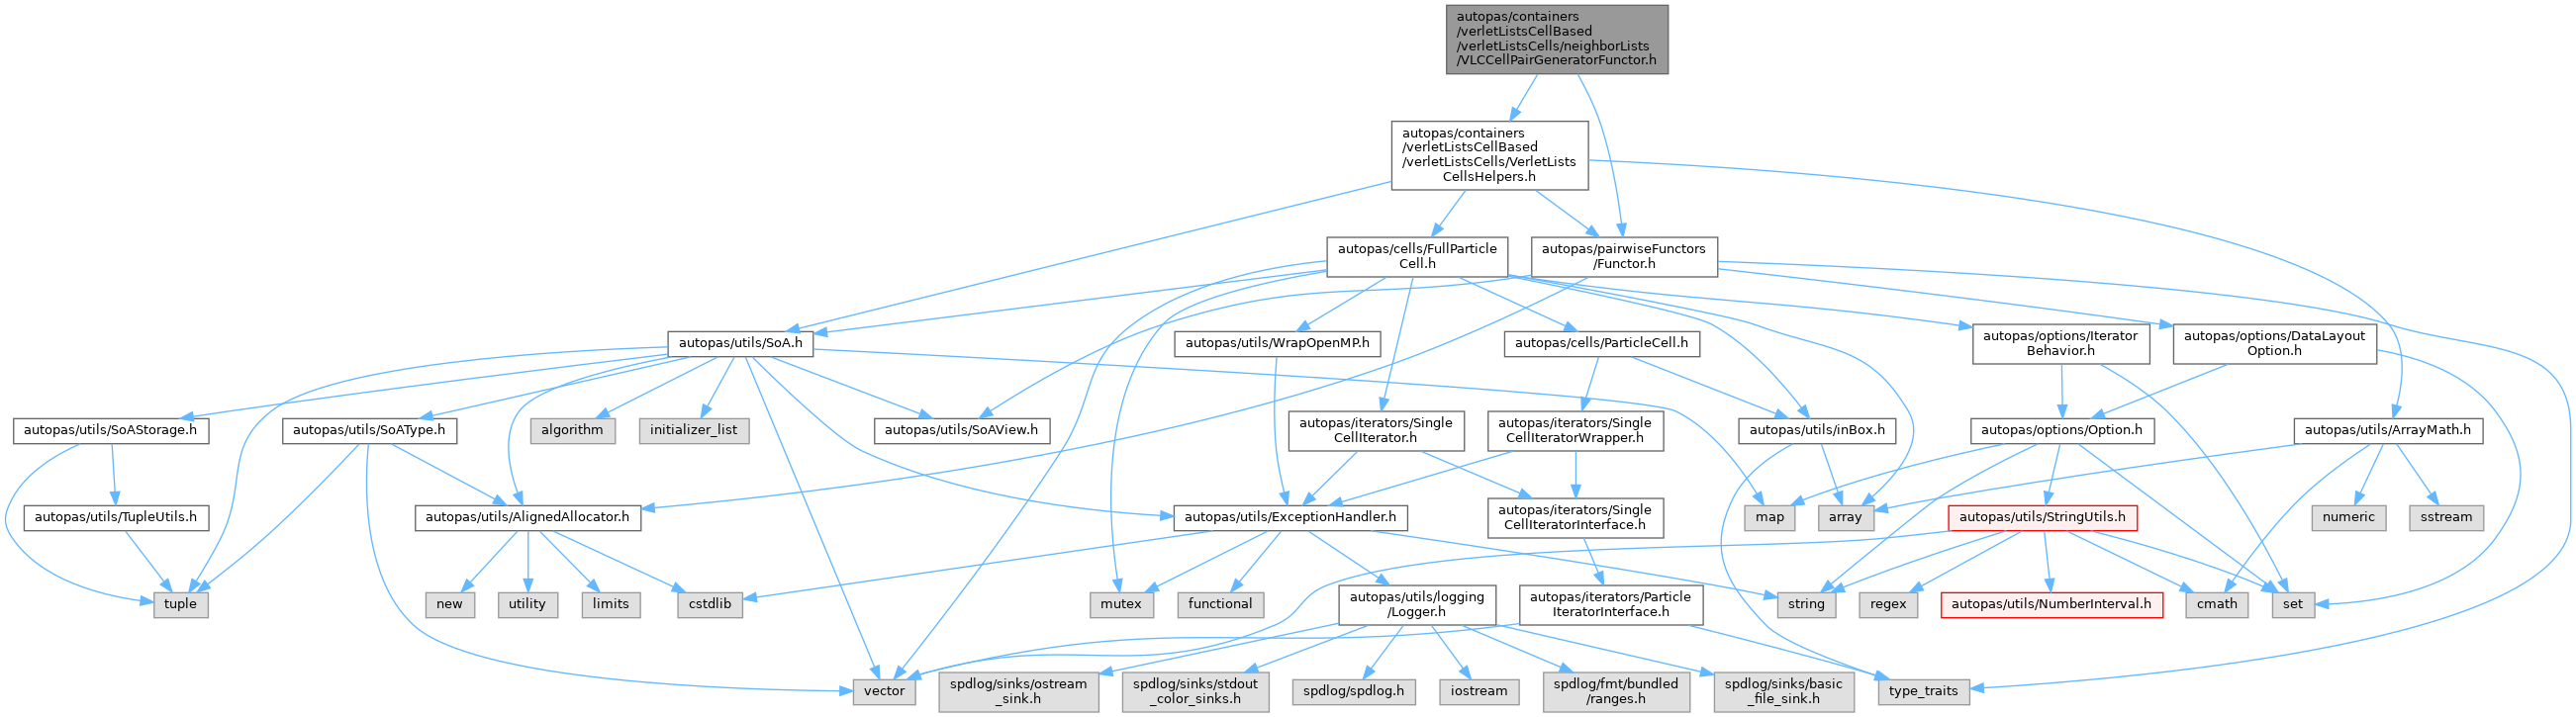 autopas/containers
/verletListsCellBased
/verletListsCells/neighborLists
/VLCCellPairGeneratorFunctor.h
autopas/containers
/verletListsCellBased
/verletListsCells/VerletLists
CellsHelpers.h
autopas/cells/FullParticle
Cell.h
autopas/pairwiseFunctors
/Functor.h
autopas/utils/SoA.h
autopas/utils/WrapOpenMP.h
autopas/cells/ParticleCell.h
autopas/options/Iterator
Behavior.h
autopas/options/DataLayout
Option.h
autopas/utils/SoAStorage.h
autopas/utils/SoAType.h
algorithm
initializer_list
autopas/utils/SoAView.h
autopas/iterators/Single
CellIterator.h
autopas/iterators/Single
CellIteratorWrapper.h
autopas/utils/inBox.h
autopas/options/Option.h
autopas/utils/ArrayMath.h
autopas/utils/TupleUtils.h
autopas/utils/AlignedAllocator.h
autopas/utils/ExceptionHandler.h
autopas/iterators/Single
CellIteratorInterface.h
map
array
autopas/utils/StringUtils.h
numeric
sstream
tuple
new
utility
limits
cstdlib
mutex
functional
autopas/utils/logging
/Logger.h
autopas/iterators/Particle
IteratorInterface.h
string
regex
autopas/utils/NumberInterval.h
cmath
set
vector
spdlog/sinks/ostream
_sink.h
spdlog/sinks/stdout
_color_sinks.h
spdlog/spdlog.h
iostream
spdlog/fmt/bundled
/ranges.h
spdlog/sinks/basic
_file_sink.h
type_traits